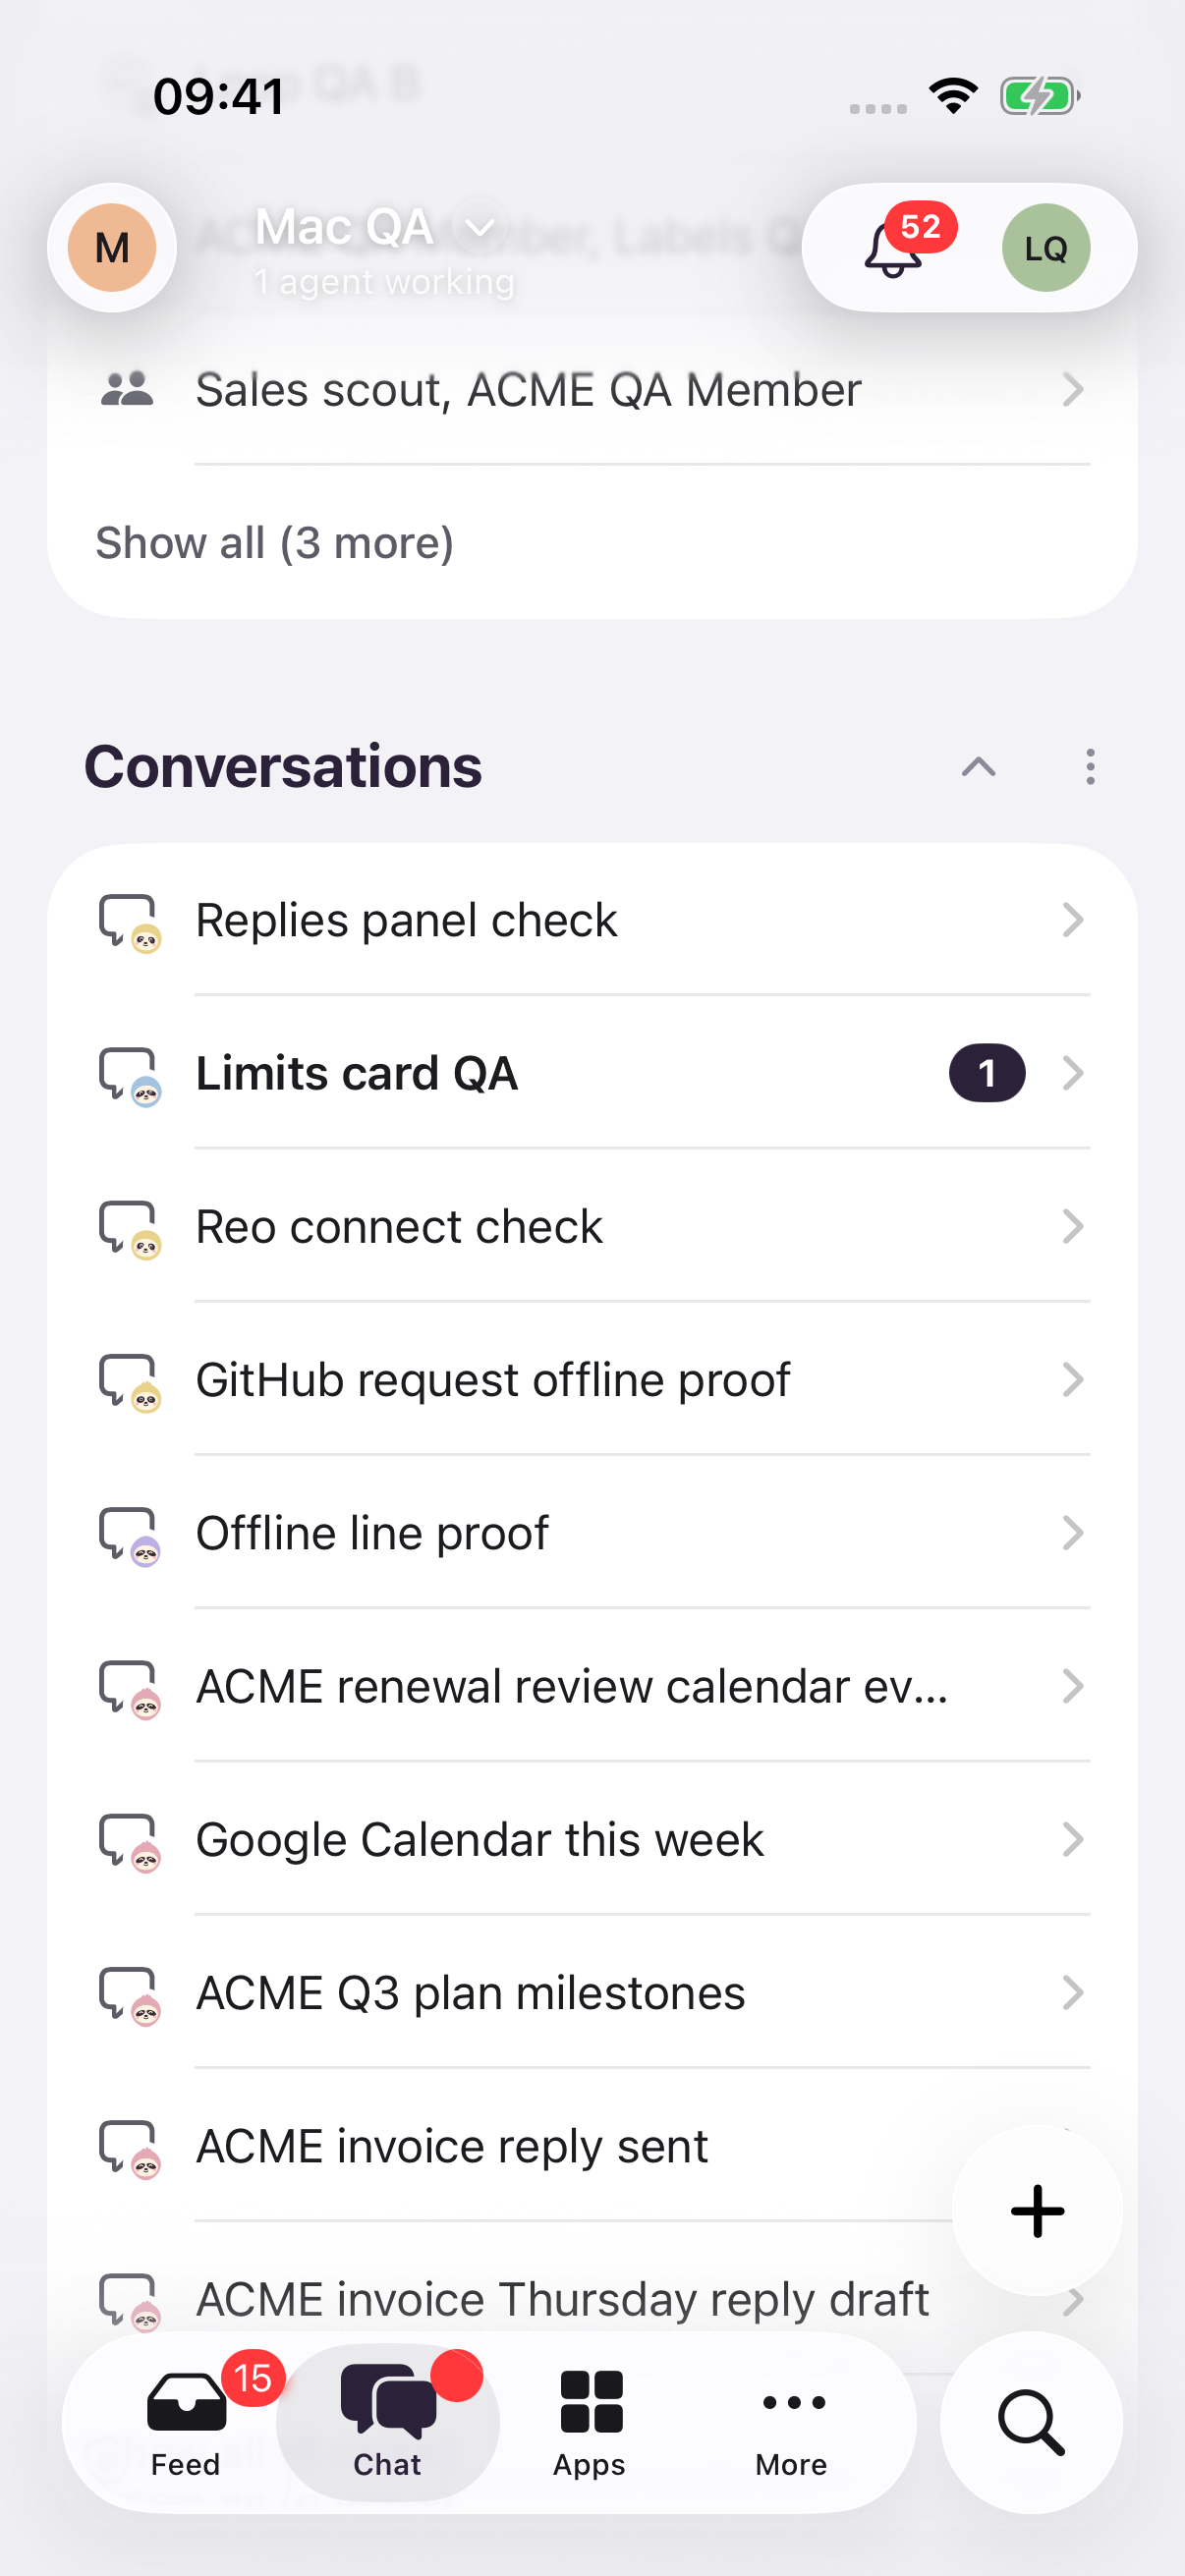 09:41
M
Mac QA
1 agent working
52
LQ
Sales scout, ACME QA Member
Show all (3 more)
Conversations
Replies panel check
Limits card QA
1
Reo connect check
GitHub request offline proof
Offline line proof
ACME renewal review calendar ev...
Google Calendar this week
ACME Q3 plan milestones
ACME invoice reply sent
ACME invoice Thursday reply draft
15
Feed
Chat
Apps
More